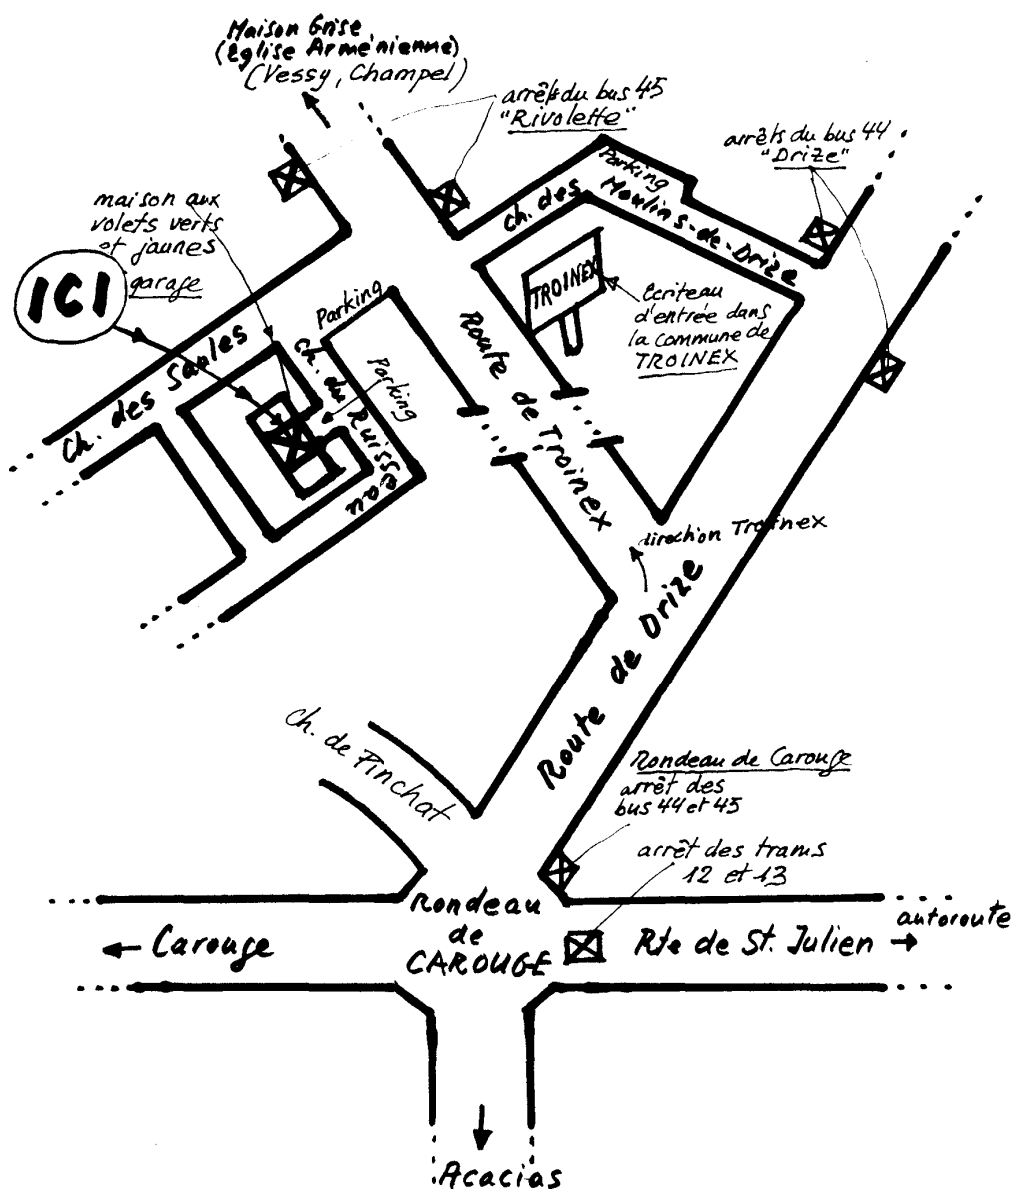 Maison Grise
(Eglise Arménienne)
(Vessy, Champel)
arrêts du bus 45
"Rivolette"
arrêts du bus 44
"Drize"
maison aux
volets verts
et jaunes
ICI
garage
Parking
ch. des Moulins-de-Drize
TROINEX
Ecriteau
d'entrée dans
la commune de
TROINEX
Parking
Parking
Ch. des Saules
ch. du Ruisseau
Route de Troinex
direction Troinex
Route de Drize
ch. de Pinchat
Rondeau de Carouge
arrêt des
bus 44 et 45
arrêt des trams
12 et 13
Rondeau
de
CAROUGE
← Carouge
Rte de St. Julien →
autoroute
Acacias